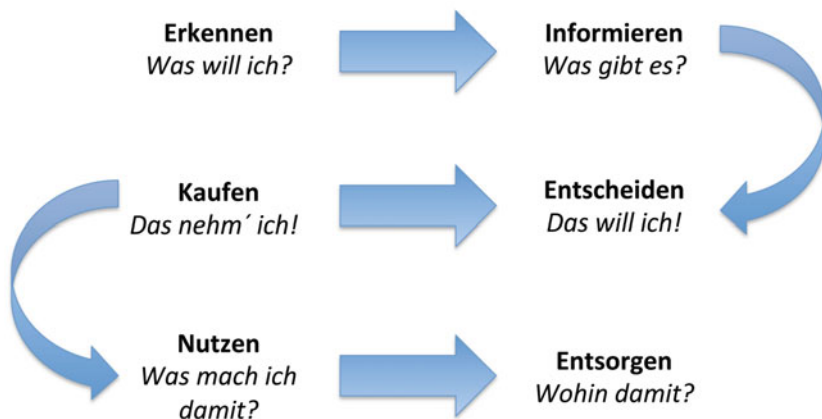 Erkennen
Was will ich?
Informieren
Was gibt es?
Kaufen
Das nehm´ ich!
Entscheiden
Das will ich!
Nutzen
Was mach ich
damit?
Entsorgen
Wohin damit?